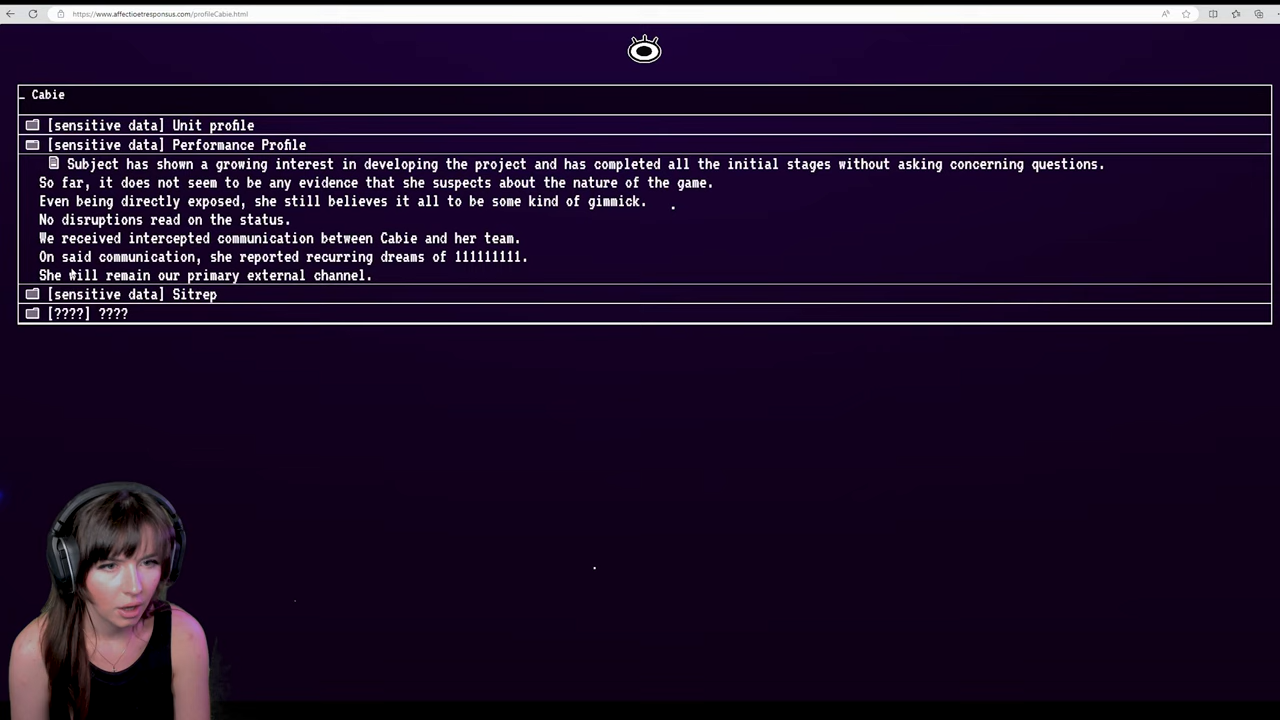 https://www.affectioetresponsus.com/profileCabie.html
_ Cabie
[sensitive data] Unit profile
[sensitive data] Performance Profile
Subject has shown a growing interest in developing the project and has completed all the initial stages without asking concerning questions.
So far, it does not seem to be any evidence that she suspects about the nature of the game.
Even being directly exposed, she still believes it all to be some kind of gimmick.
No disruptions read on the status.
We received intercepted communication between Cabie and her team.
On said communication, she reported recurring dreams of 111111111.
She will remain our primary external channel.
[sensitive data] Sitrep
[????] ????